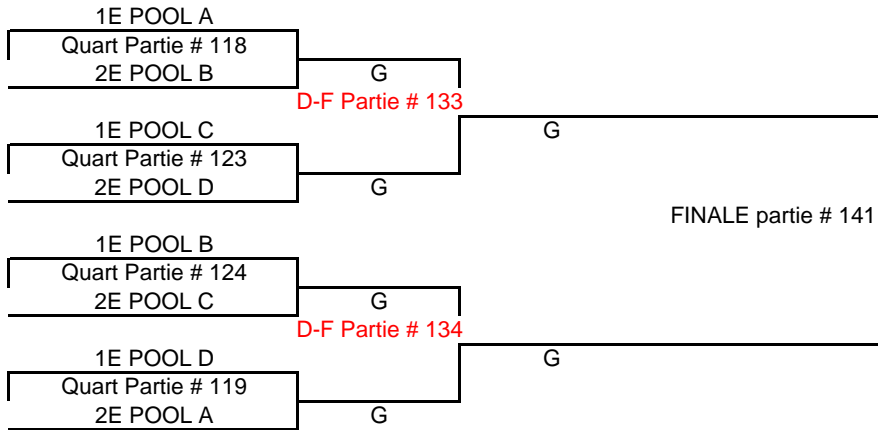 1E POOL A
Quart Partie # 118
2E POOL B
G
D-F Partie # 133
1E POOL C
G
Quart Partie # 123
2E POOL D
G
FINALE partie # 141
1E POOL B
Quart Partie # 124
2E POOL C
G
D-F Partie # 134
1E POOL D
G
Quart Partie # 119
2E POOL A
G